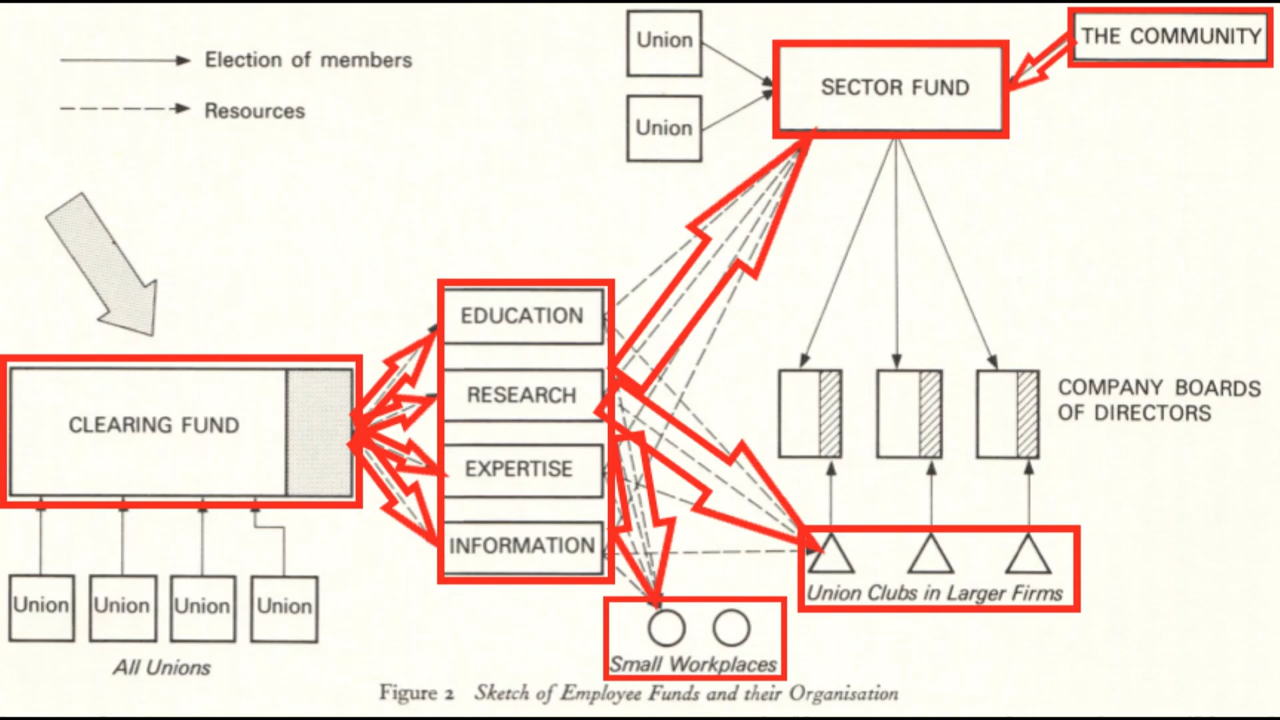 Election of members
Resources
Union
Union
SECTOR FUND
THE COMMUNITY
CLEARING FUND
EDUCATION
RESEARCH
EXPERTISE
INFORMATION
COMPANY BOARDS
OF DIRECTORS
Union
Union
Union
Union
All Unions
Small Workplaces
Union Clubs in Larger Firms
Figure 2 Sketch of Employee Funds and their Organisation